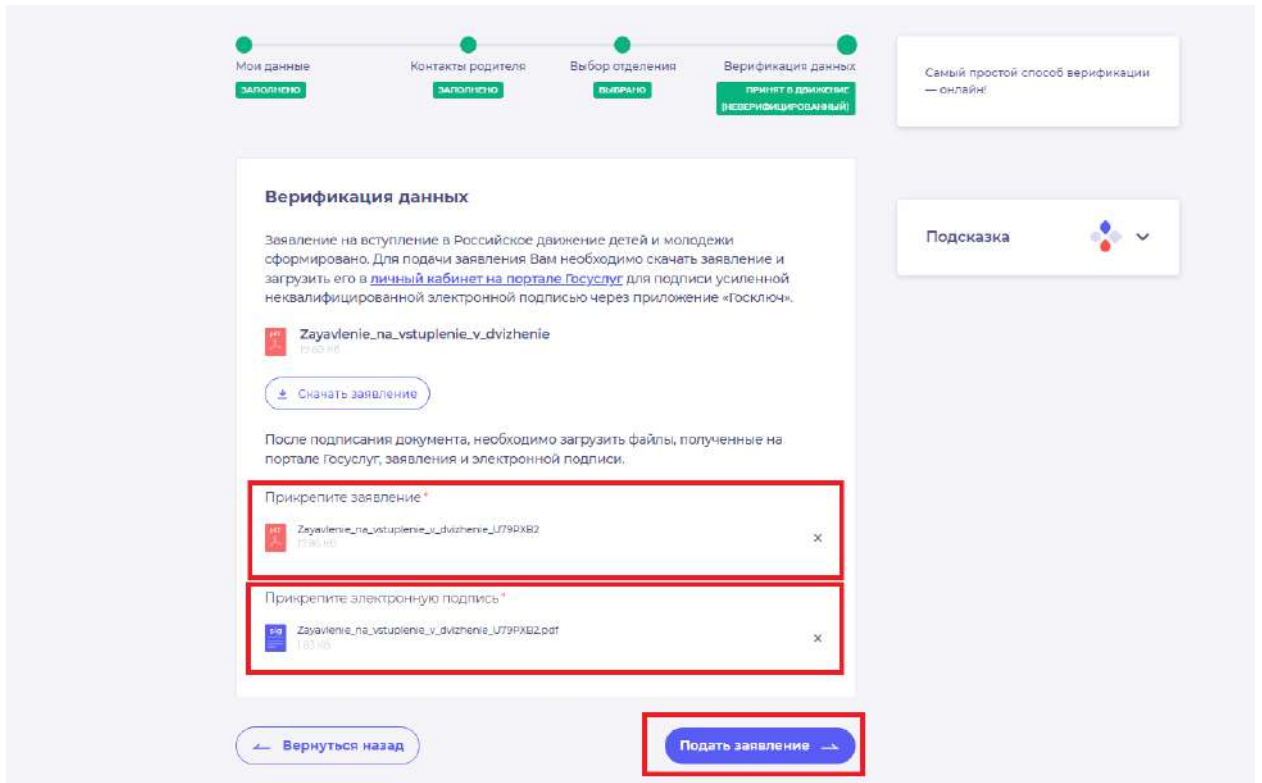 Мои данные
Контакты родителя
Выбор отделения
Верификация данных
ЗАПОЛНЕНО
ЗАПОЛНЕНО
ВЫБРАНО
ПРИНЯТ В ДВИЖЕНИЕ
(НЕВЕРИФИЦИРОВАННЫЙ)
Самый простой способ верификации
— онлайн!
Подсказка
Верификация данных
Заявление на вступление в Российское движение детей и молодежи
сформировано. Для подачи заявления Вам необходимо скачать заявление и
загрузить его в личный кабинет на портале Госуслуг для подписи усиленной
неквалифицированной электронной подписью через приложение «Госключ».
Zayavlenie_na_vstuplenie_v_dvizhenie
Скачать заявление
После подписания документа, необходимо загрузить файлы, полученные на
портале Госуслуг, заявления и электронной подписи.
Прикрепите заявление*
Zayavlenie_na_vstuplenie_v_dvizhenie_U79PXB2
Прикрепите электронную подпись*
sig
Zayavlenie_na_vstuplenie_v_dvizhenie_U79PXB2.pdf
Вернуться назад
Подать заявление